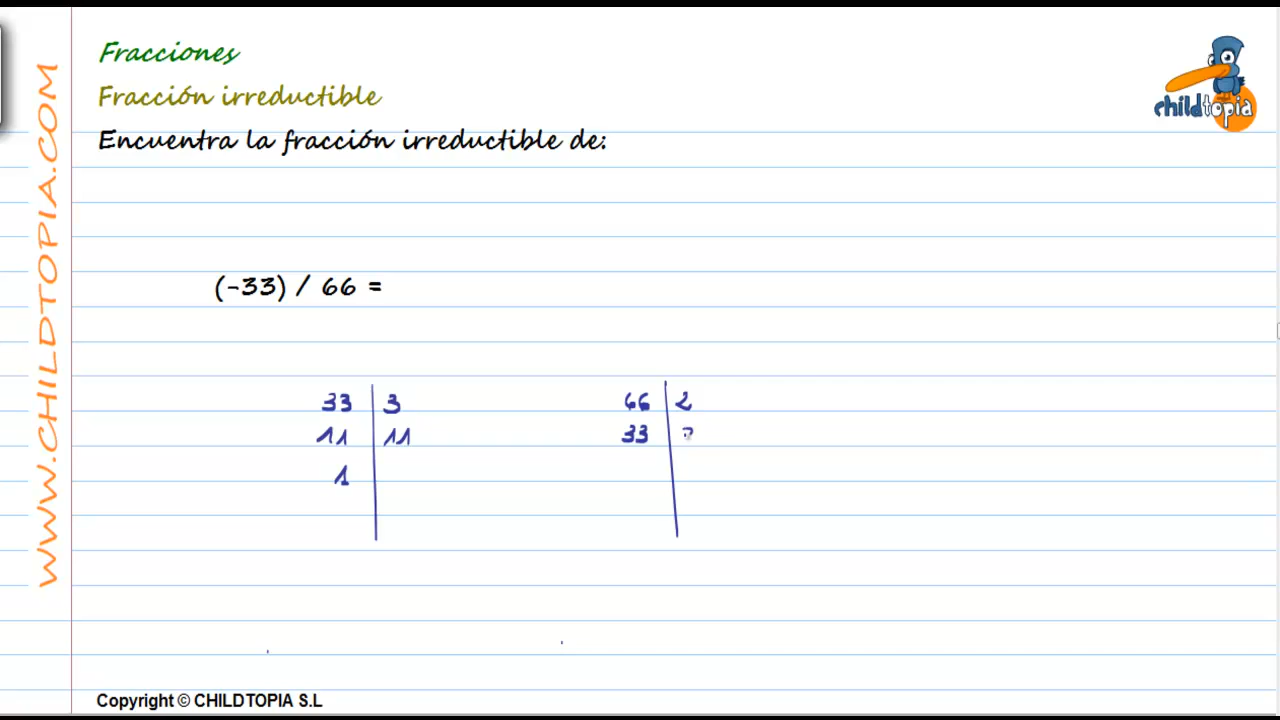 Fracciones
Fracción irreductible
Encuentra la fracción irreductible de:
childtopia
WWW.CHILDTOPIA.COM
(-33) / 66 =
33 3 66 2
11 11 33
1
Copyright © CHILDTOPIA S.L